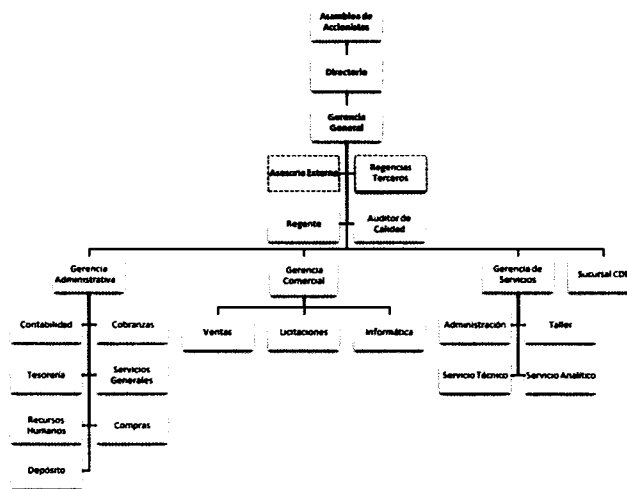 Asamblea de
Accionistas
Directorio
Gerencia
General
Asesoría Externa
Regencias
Terceros
Regente
Auditor de
Calidad
Gerencia
Administrativa
Gerencia
Comercial
Gerencia de
Servicios
Sucursal CDE
Contabilidad
Cobranzas
Ventas
Licitaciones
Informática
Administración
Taller
Tesorería
Servicios
Generales
Servicio Técnico
Servicio Analítico
Recursos
Humanos
Compras
Depósito